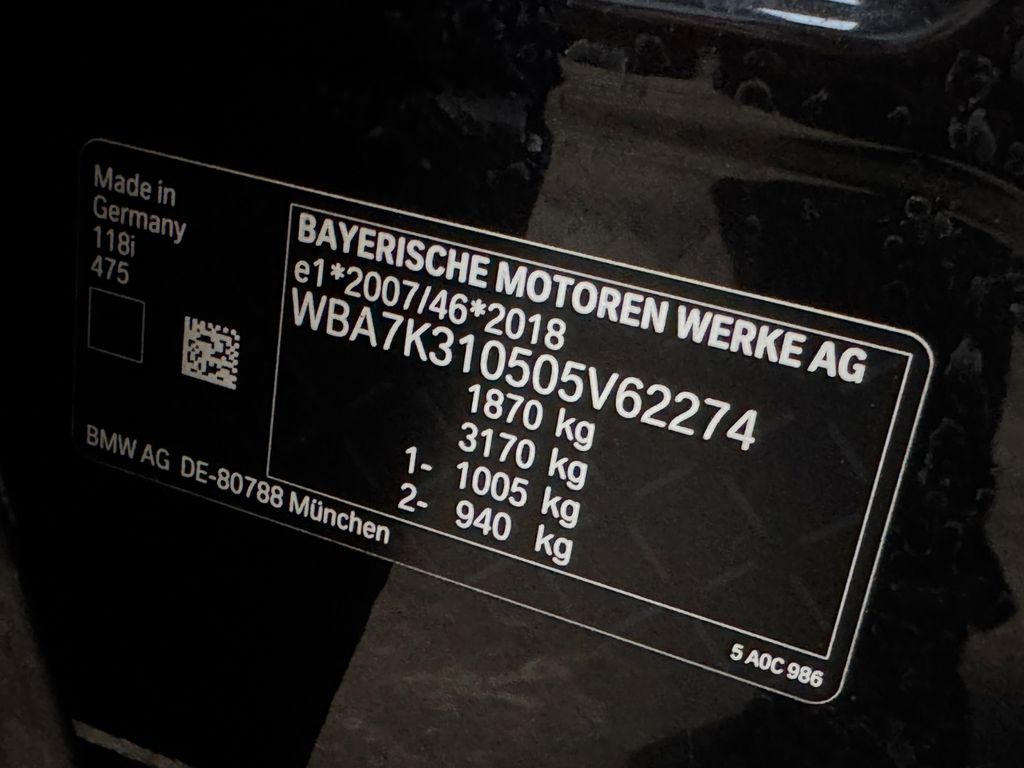 Made in
Germany
118i
475
BAYERISCHE MOTOREN WERKE AG
e1*2007/46*2018
WBA7K310505V62274
1870 kg
3170 kg
1- 1005 kg
2- 940 kg
BMW AG DE-80788 München
5 A0C 986